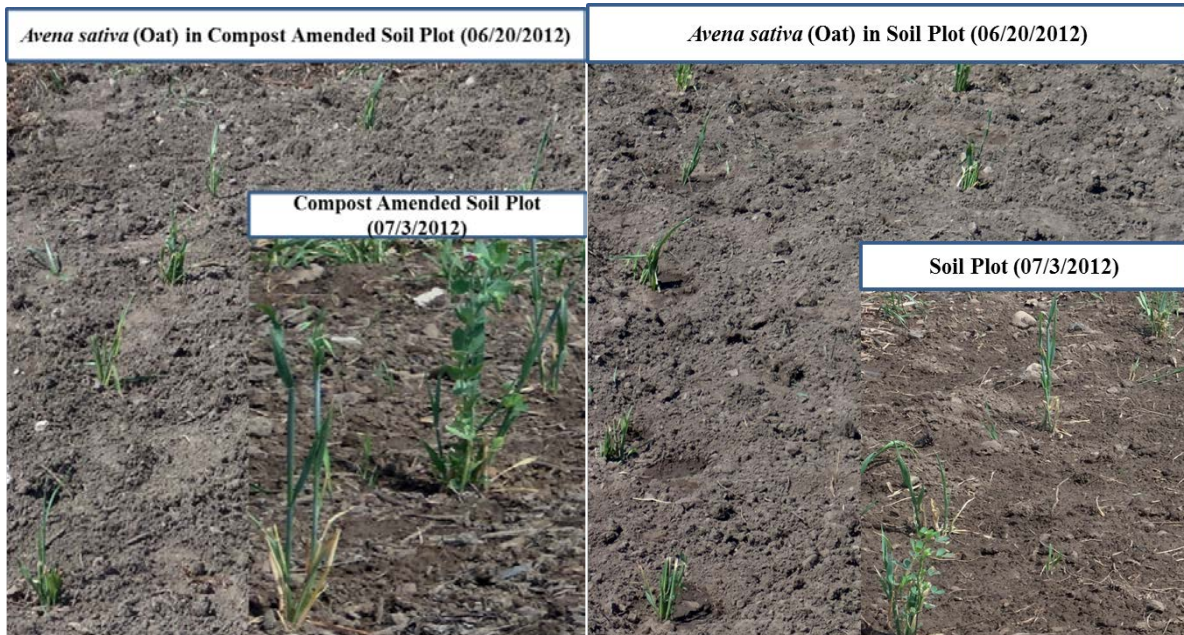 Avena sativa (Oat) in Compost Amended Soil Plot (06/20/2012)
Avena sativa (Oat) in Soil Plot (06/20/2012)
Compost Amended Soil Plot
(07/3/2012)
Soil Plot (07/3/2012)